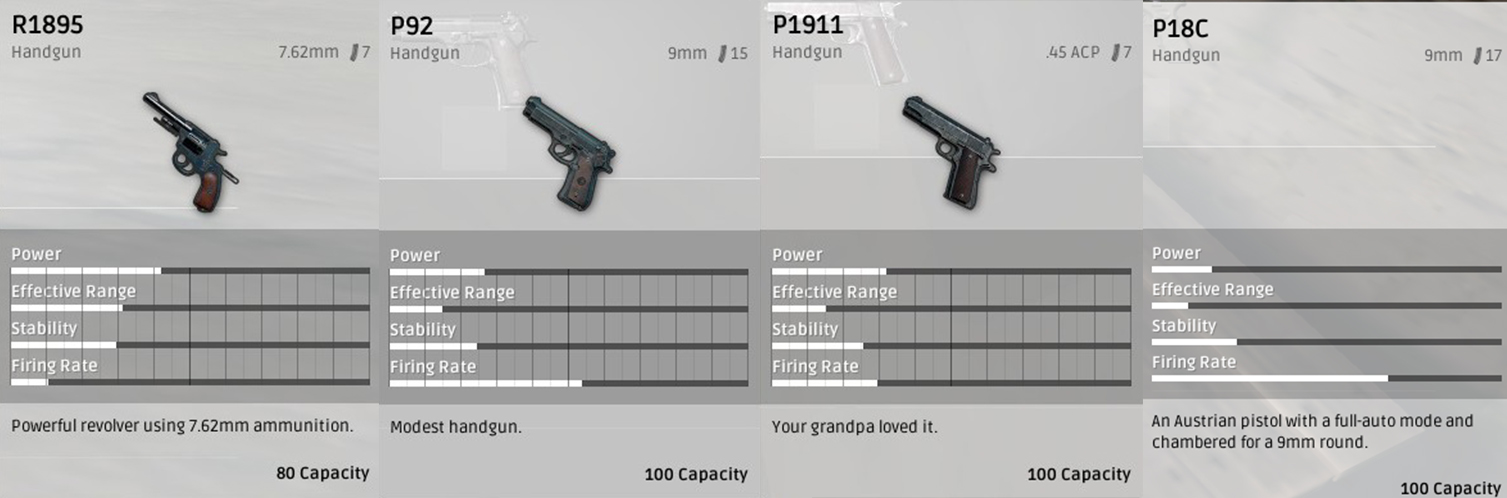 R1895
Handgun 7.62mm 7
Power
Effective Range
Stability
Firing Rate
Powerful revolver using 7.62mm ammunition.
80 Capacity
P92
Handgun 9mm 15
Power
Effective Range
Stability
Firing Rate
Modest handgun.
100 Capacity
P1911
Handgun .45 ACP 7
Power
Effective Range
Stability
Firing Rate
Your grandpa loved it.
100 Capacity
P18C
Handgun 9mm 17
Power
Effective Range
Stability
Firing Rate
An Austrian pistol with a full-auto mode and
chambered for a 9mm round.
100 Capacity